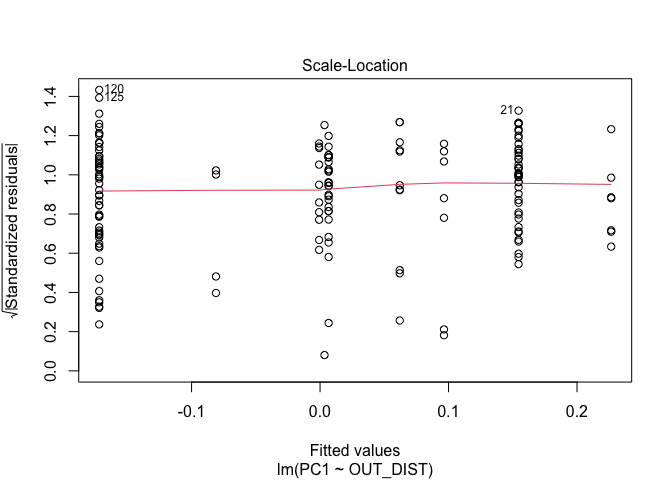 Scale-Location
√|Standardized residuals|
0.0 0.2 0.4 0.6 0.8 1.0 1.2 1.4
120
125
21
-0.1 0.0 0.1 0.2
Fitted values
lm(PC1 ~ OUT_DIST)